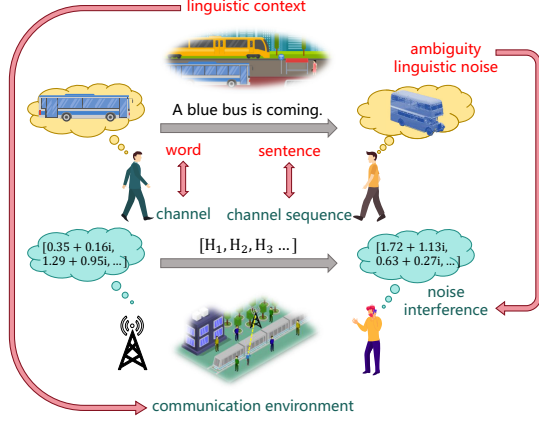 linguistic context
ambiguity
linguistic noise
A blue bus is coming.
word
sentence
channel
channel sequence
[0.35 + 0.16i,
1.29 + 0.95i, ...]
[H₁, H₂, H₃ ...]
[1.72 + 1.13i,
0.63 + 0.27i, ...]
noise
interference
communication environment